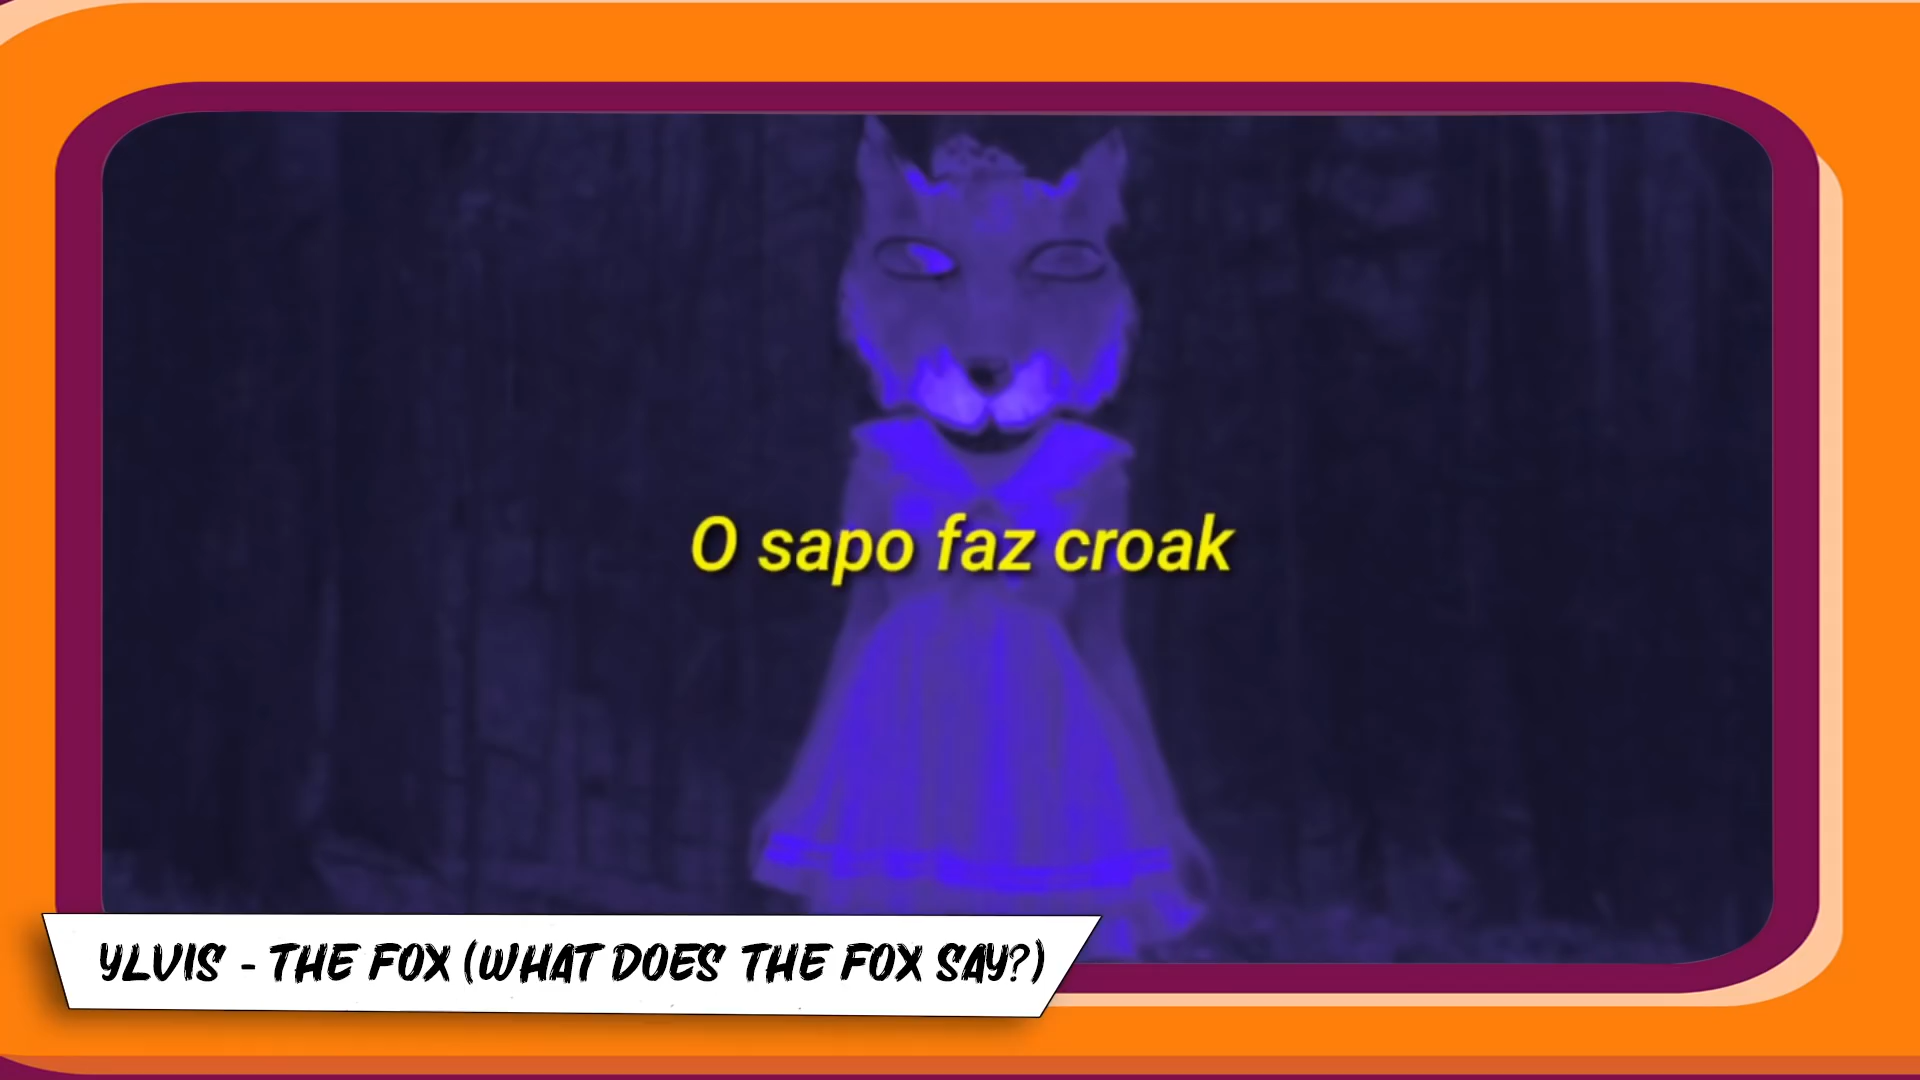 O sapo faz croak
YLVIS - THE FOX (WHAT DOES THE FOX SAY?)